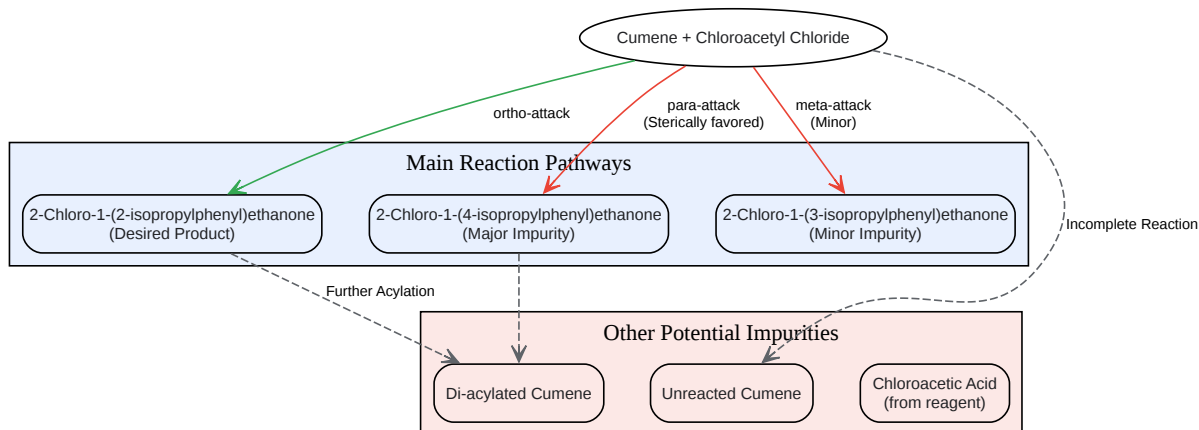 Cumene + Chloroacetyl Chloride
ortho-attack
para-attack
(Sterically favored)
meta-attack
(Minor)
Main Reaction Pathways
2-Chloro-1-(2-isopropylphenyl)ethanone
(Desired Product)
2-Chloro-1-(4-isopropylphenyl)ethanone
(Major Impurity)
2-Chloro-1-(3-isopropylphenyl)ethanone
(Minor Impurity)
Incomplete Reaction
Further Acylation
Other Potential Impurities
Di-acylated Cumene
Unreacted Cumene
Chloroacetic Acid
(from reagent)